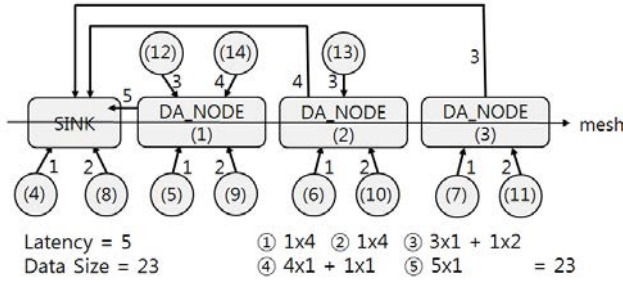 (12) (14) (13) 3
3 4 4 3
5
SINK DA_NODE (1) DA_NODE (2) DA_NODE (3) mesh
1 2 1 2 1 2 1 2
(4) (8) (5) (9) (6) (10) (7) (11)
Latency = 5 ① 1x4 ② 1x4 ③ 3x1 + 1x2
Data Size = 23 ④ 4x1 + 1x1 ⑤ 5x1 = 23